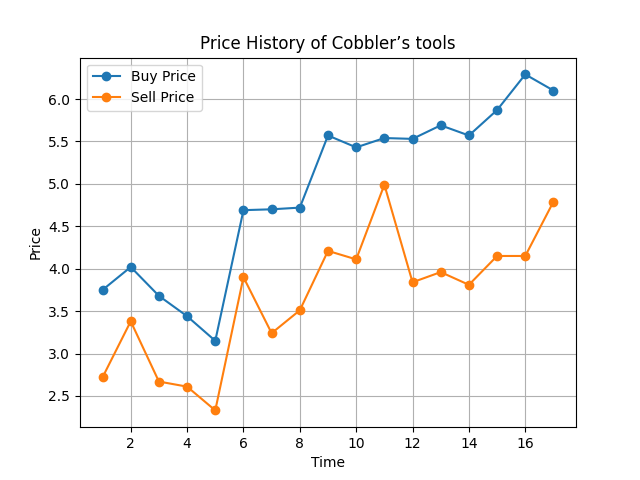 Price History of Cobbler’s tools
Buy Price
Sell Price
6.0
5.5
5.0
4.5
4.0
3.5
3.0
2.5
Price
2 4 6 8 10 12 14 16
Time